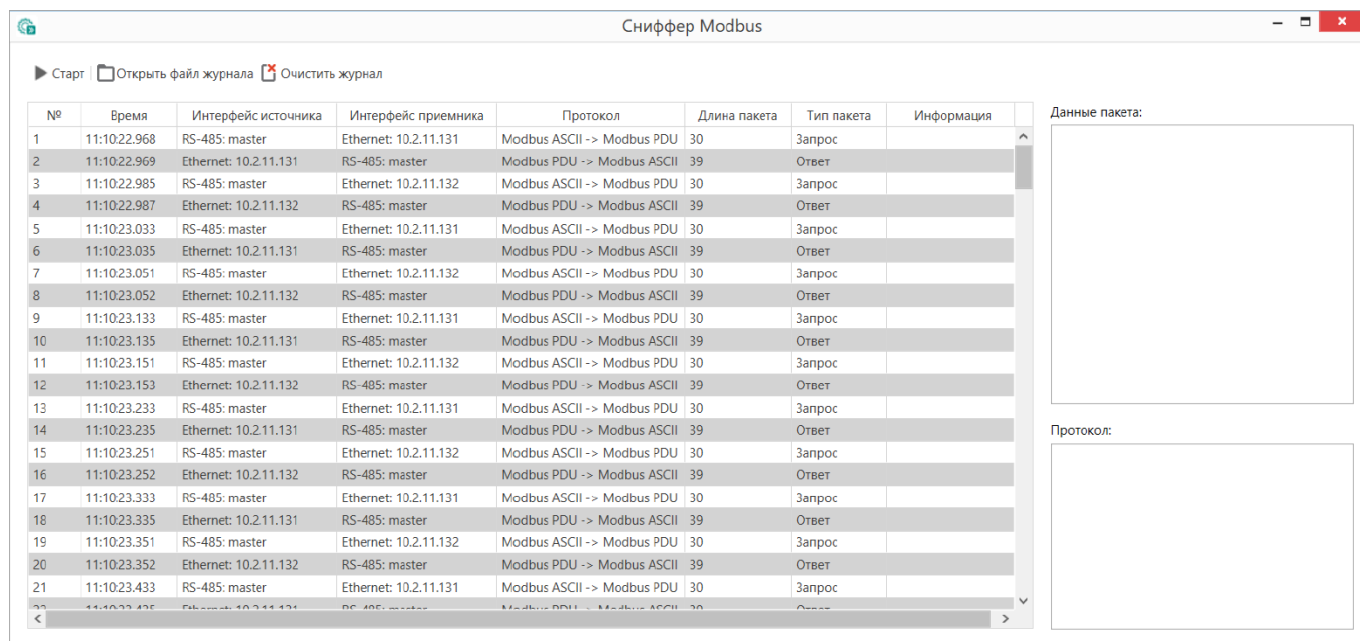 Сниффер Modbus
Старт Открыть файл журнала Очистить журнал
№ Время Интерфейс источника Интерфейс приемника Протокол Длина пакета Тип пакета Информация
1 11:10:22.968 RS-485: master Ethernet: 10.2.11.131 Modbus ASCII -> Modbus PDU 30 Запрос
2 11:10:22.969 Ethernet: 10.2.11.131 RS-485: master Modbus PDU -> Modbus ASCII 39 Ответ
3 11:10:22.985 RS-485: master Ethernet: 10.2.11.132 Modbus ASCII -> Modbus PDU 30 Запрос
4 11:10:22.987 Ethernet: 10.2.11.132 RS-485: master Modbus PDU -> Modbus ASCII 39 Ответ
5 11:10:23.033 RS-485: master Ethernet: 10.2.11.131 Modbus ASCII -> Modbus PDU 30 Запрос
6 11:10:23.035 Ethernet: 10.2.11.131 RS-485: master Modbus PDU -> Modbus ASCII 39 Ответ
7 11:10:23.051 RS-485: master Ethernet: 10.2.11.132 Modbus ASCII -> Modbus PDU 30 Запрос
8 11:10:23.052 Ethernet: 10.2.11.132 RS-485: master Modbus PDU -> Modbus ASCII 39 Ответ
9 11:10:23.133 RS-485: master Ethernet: 10.2.11.131 Modbus ASCII -> Modbus PDU 30 Запрос
10 11:10:23.135 Ethernet: 10.2.11.131 RS-485: master Modbus PDU -> Modbus ASCII 39 Ответ
11 11:10:23.151 RS-485: master Ethernet: 10.2.11.132 Modbus ASCII -> Modbus PDU 30 Запрос
12 11:10:23.153 Ethernet: 10.2.11.132 RS-485: master Modbus PDU -> Modbus ASCII 39 Ответ
13 11:10:23.233 RS-485: master Ethernet: 10.2.11.131 Modbus ASCII -> Modbus PDU 30 Запрос
14 11:10:23.235 Ethernet: 10.2.11.131 RS-485: master Modbus PDU -> Modbus ASCII 39 Ответ
15 11:10:23.251 RS-485: master Ethernet: 10.2.11.132 Modbus ASCII -> Modbus PDU 30 Запрос
16 11:10:23.252 Ethernet: 10.2.11.132 RS-485: master Modbus PDU -> Modbus ASCII 39 Ответ
17 11:10:23.333 RS-485: master Ethernet: 10.2.11.131 Modbus ASCII -> Modbus PDU 30 Запрос
18 11:10:23.335 Ethernet: 10.2.11.131 RS-485: master Modbus PDU -> Modbus ASCII 39 Ответ
19 11:10:23.351 RS-485: master Ethernet: 10.2.11.132 Modbus ASCII -> Modbus PDU 30 Запрос
20 11:10:23.352 Ethernet: 10.2.11.132 RS-485: master Modbus PDU -> Modbus ASCII 39 Ответ
21 11:10:23.433 RS-485: master Ethernet: 10.2.11.131 Modbus ASCII -> Modbus PDU 30 Запрос
Данные пакета:
Протокол: